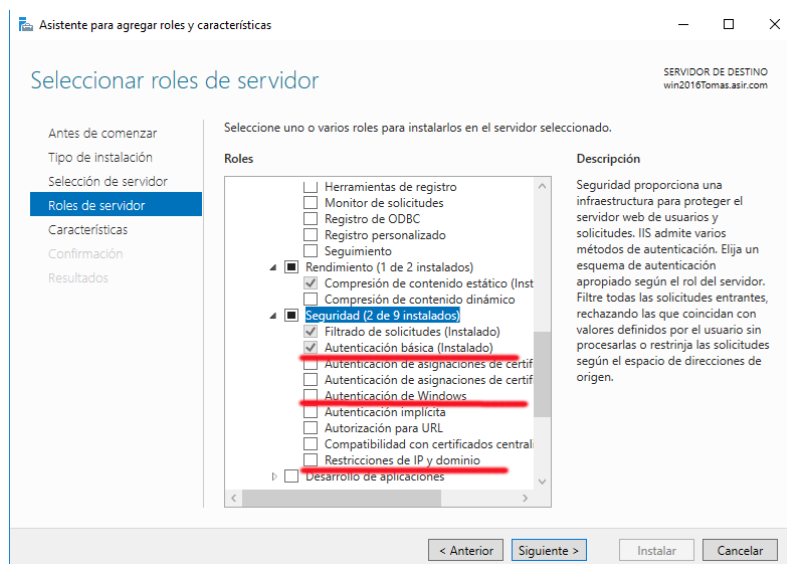 Asistente para agregar roles y características
Seleccionar roles de servidor
SERVIDOR DE DESTINO
win2016Tomas.asir.com
Antes de comenzar
Tipo de instalación
Selección de servidor
Roles de servidor
Características
Confirmación
Resultados
Seleccione uno o varios roles para instalarlos en el servidor seleccionado.
Roles
Herramientas de registro
Monitor de solicitudes
Registro de ODBC
Registro personalizado
Seguimiento
Rendimiento (1 de 2 instalados)
Compresión de contenido estático (Inst
Compresión de contenido dinámico
Seguridad (2 de 9 instalados)
Filtrado de solicitudes (Instalado)
Autenticación básica (Instalado)
Autenticación de asignaciones de certif
Autenticación de asignaciones de certif
Autenticación de Windows
Autenticación implícita
Autorización para URL
Compatibilidad con certificados centrali
Restricciones de IP y dominio
Desarrollo de aplicaciones
Descripción
Seguridad proporciona una
infraestructura para proteger el
servidor web de usuarios y
solicitudes. IIS admite varios
métodos de autenticación. Elija un
esquema de autenticación
apropiado según el rol del servidor.
Filtre todas las solicitudes entrantes,
rechazando las que coincidan con
valores definidos por el usuario sin
procesarlas o restrinja las solicitudes
según el espacio de direcciones de
origen.
< Anterior
Siguiente >
Instalar
Cancelar